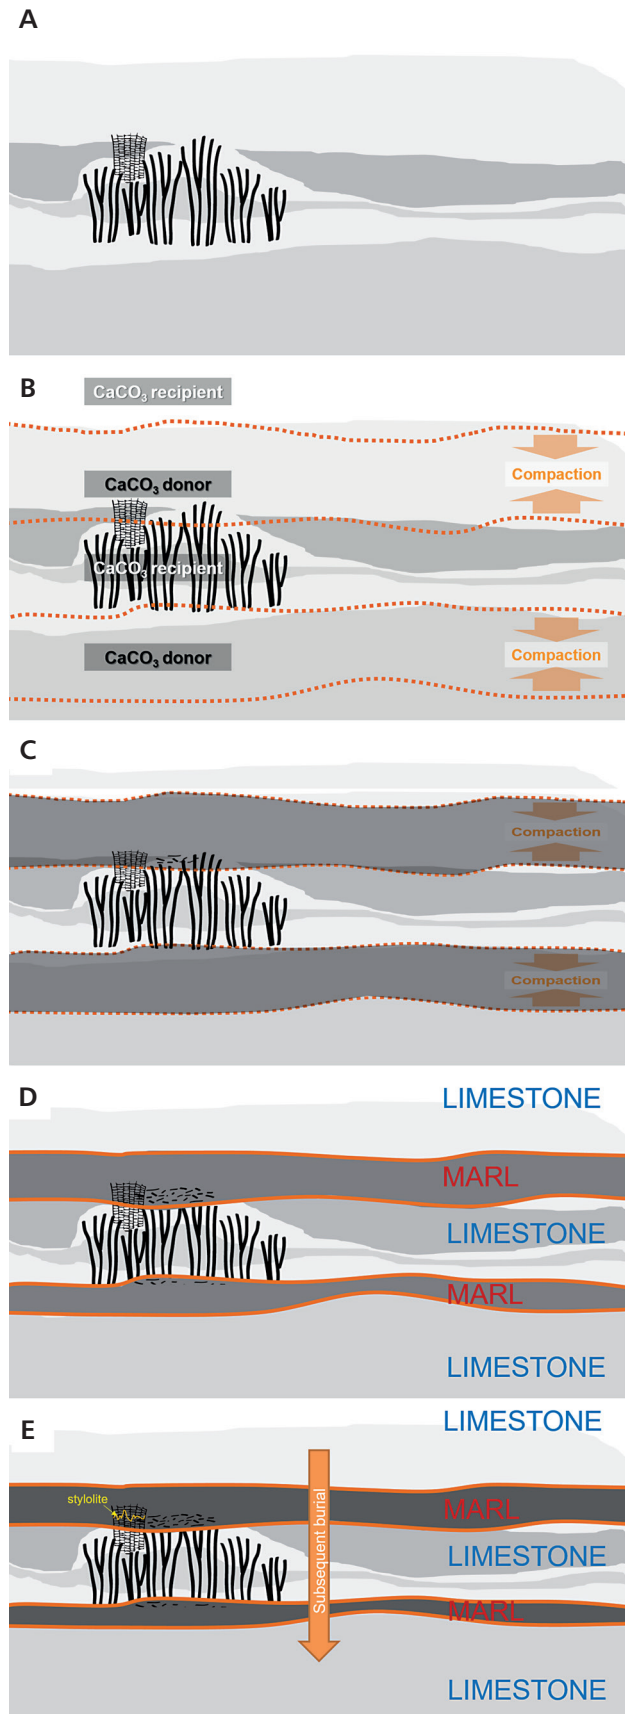 A
B
CaCO₃ recipient
CaCO₃ donor
Compaction
CaCO₃ recipient
CaCO₃ donor
Compaction
C
Compaction
Compaction
D
LIMESTONE
MARL
LIMESTONE
MARL
LIMESTONE
E
LIMESTONE
stylolite
MARL
Subsequent burial
LIMESTONE
MARL
LIMESTONE